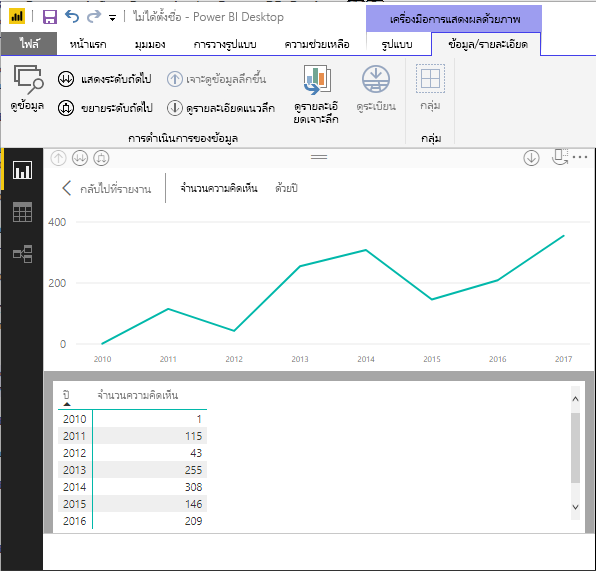 ไม่ได้ตั้งชื่อ - Power BI Desktop
เครื่องมือการแสดงผลด้วยภาพ
ไฟล์ หน้าแรก มุมมอง การวางรูปแบบ ความช่วยเหลือ รูปแบบ ข้อมูล/รายละเอียด
ดูข้อมูล
แสดงระดับถัดไป
ขยายระดับถัดไป
เจาะดูข้อมูลลึกขึ้น
ดูรายละเอียดแนวลึก
ดูรายละเอี
ยดเจาะลึก
ดูระเบียน
กลุ่ม
การดำเนินการของข้อมูล
กลุ่ม
กลับไปที่รายงาน จำนวนความคิดเห็น ด้วยปี
400
200
0
2010 2011 2012 2013 2014 2015 2016 2017
ปี จำนวนความคิดเห็น
2010 1
2011 115
2012 43
2013 255
2014 308
2015 146
2016 209